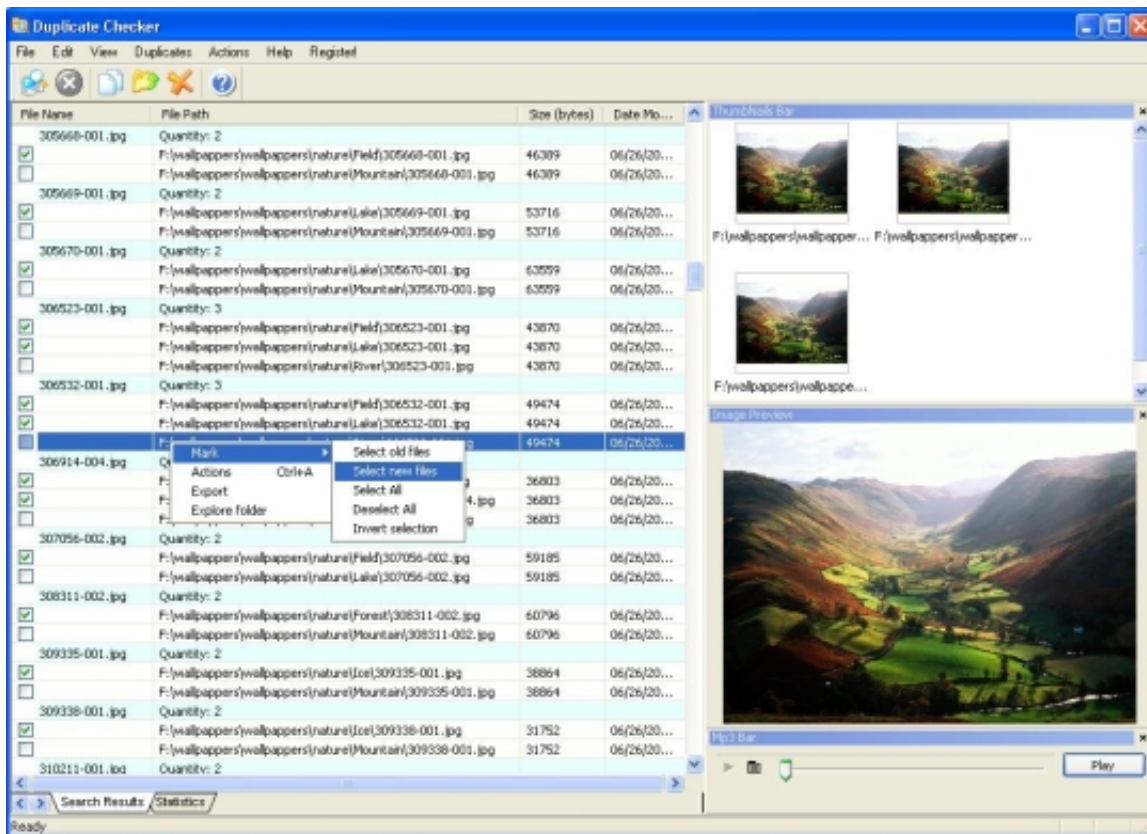 Duplicate Checker
File Edit View Duplicates Actions Help Register!
File Name File Path Size (bytes) Date Mo...
305668-001.jpg Quantity: 2
F:\wallpappers\wallpappers\nature\Field\305668-001.jpg 46389 06/26/20...
F:\wallpappers\wallpappers\nature\Mountain\305668-001.jpg 46389 06/26/20...
305669-001.jpg Quantity: 2
F:\wallpappers\wallpappers\nature\Lake\305669-001.jpg 53716 06/26/20...
F:\wallpappers\wallpappers\nature\Mountain\305669-001.jpg 53716 06/26/20...
305670-001.jpg Quantity: 2
F:\wallpappers\wallpappers\nature\Lake\305670-001.jpg 63559 06/26/20...
F:\wallpappers\wallpappers\nature\Mountain\305670-001.jpg 63559 06/26/20...
306523-001.jpg Quantity: 3
F:\wallpappers\wallpappers\nature\Field\306523-001.jpg 43870 06/26/20...
F:\wallpappers\wallpappers\nature\Lake\306523-001.jpg 43870 06/26/20...
F:\wallpappers\wallpappers\nature\River\306523-001.jpg 43870 06/26/20...
306532-001.jpg Quantity: 3
F:\wallpappers\wallpappers\nature\Field\306532-001.jpg 49474 06/26/20...
F:\wallpappers\wallpappers\nature\Lake\306532-001.jpg 49474 06/26/20...
49474 06/26/20...
306914-004.jpg
36803 06/26/20...
4.jpg 36803 06/26/20...
36803 06/26/20...
Mark
Actions Ctrl+A
Export
Explore folder
Select old files
Select new files
Select All
Deselect All
Invert selection
307056-002.jpg Quantity: 2
F:\wallpappers\wallpappers\nature\Field\307056-002.jpg 59185 06/26/20...
F:\wallpappers\wallpappers\nature\Lake\307056-002.jpg 59185 06/26/20...
308311-002.jpg Quantity: 2
F:\wallpappers\wallpappers\nature\Forest\308311-002.jpg 60796 06/26/20...
F:\wallpappers\wallpappers\nature\Mountain\308311-002.jpg 60796 06/26/20...
309335-001.jpg Quantity: 2
F:\wallpappers\wallpappers\nature\Ice\309335-001.jpg 38864 06/26/20...
F:\wallpappers\wallpappers\nature\Mountain\309335-001.jpg 38864 06/26/20...
309338-001.jpg Quantity: 2
F:\wallpappers\wallpappers\nature\Ice\309338-001.jpg 31752 06/26/20...
F:\wallpappers\wallpappers\nature\Mountain\309338-001.jpg 31752 06/26/20...
310211-001.jpg Quantity: 2
Search Results Statistics
Ready
ThumbNails Bar
F:\wallpappers\wallpapper... F:\wallpappers\wallpapper...
F:\wallpappers\wallpappe...
Image Preview
Mp3 Bar
Play